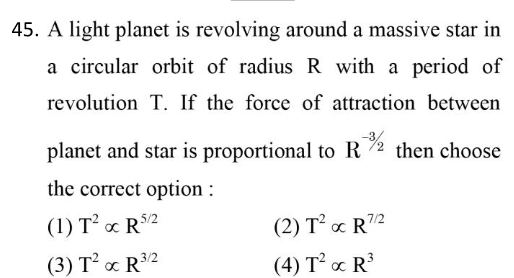 45. A light planet is revolving around a massive star in
a circular orbit of radius R with a period of
revolution T. If the force of attraction between
planet and star is proportional to R^{-3/2} then choose
the correct option :
(1) T² ∝ R^{5/2} (2) T² ∝ R^{7/2}
(3) T² ∝ R^{3/2} (4) T² ∝ R³